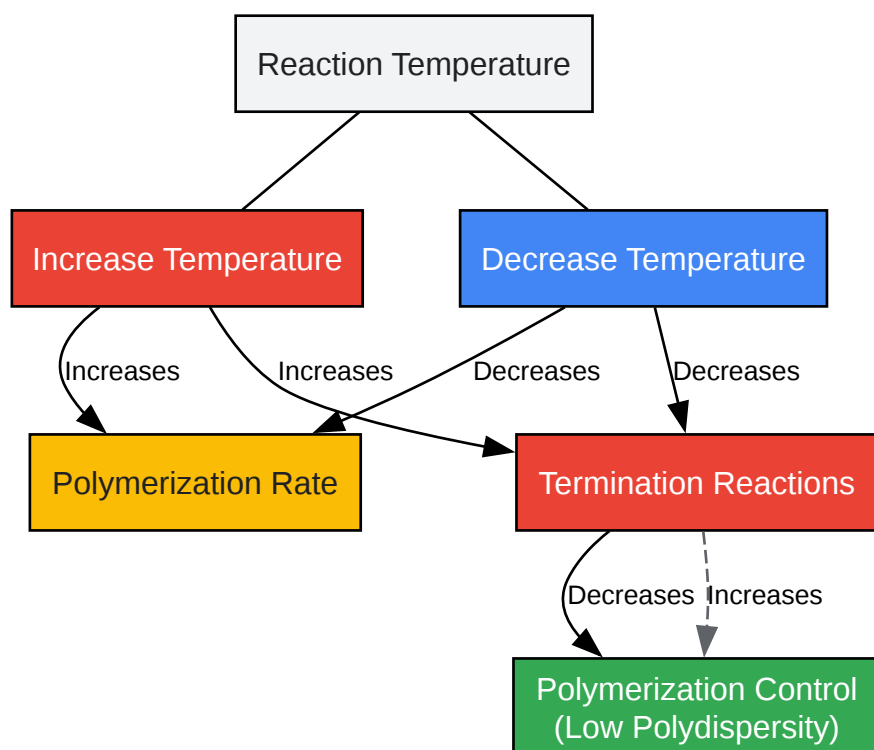 Reaction Temperature
Increase Temperature
Decrease Temperature
Increases
Increases
Decreases
Decreases
Polymerization Rate
Termination Reactions
Decreases
Increases
Polymerization Control
(Low Polydispersity)